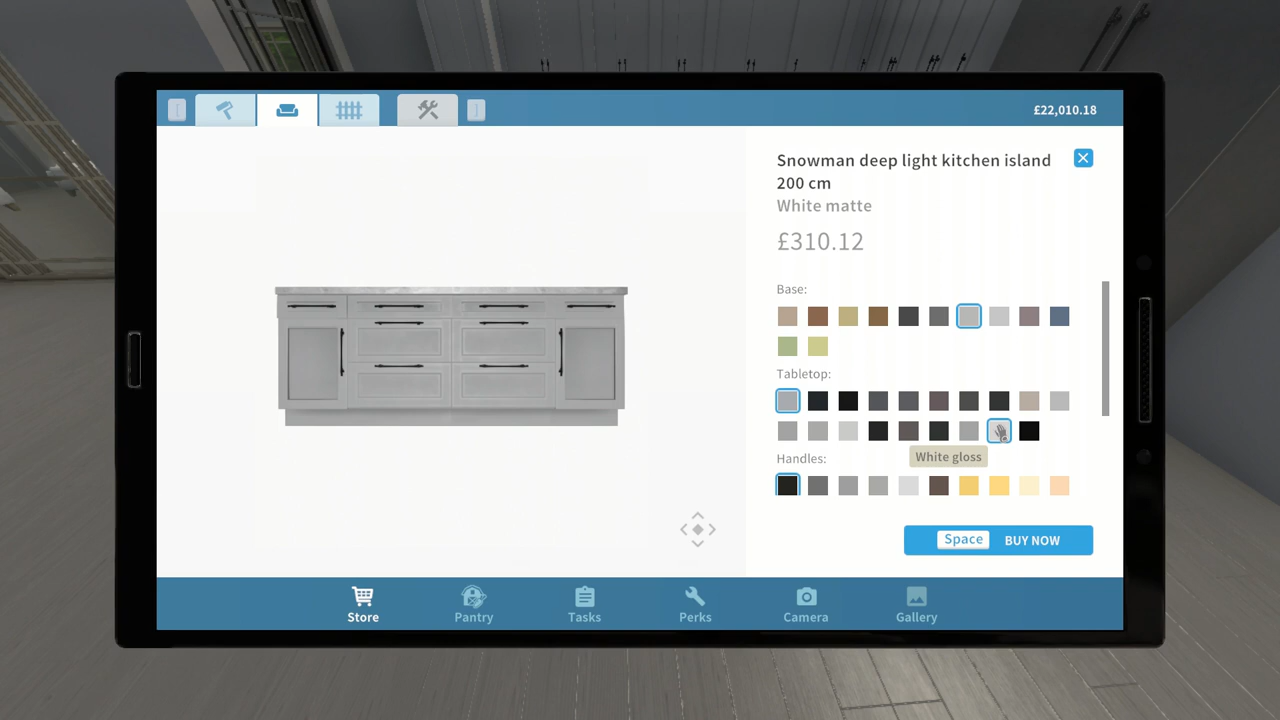 £22,010.18
Snowman deep light kitchen island
200 cm
White matte
£310.12
Base:
Tabletop:
White gloss
Handles:
Space BUY NOW
Store Pantry Tasks Perks Camera Gallery